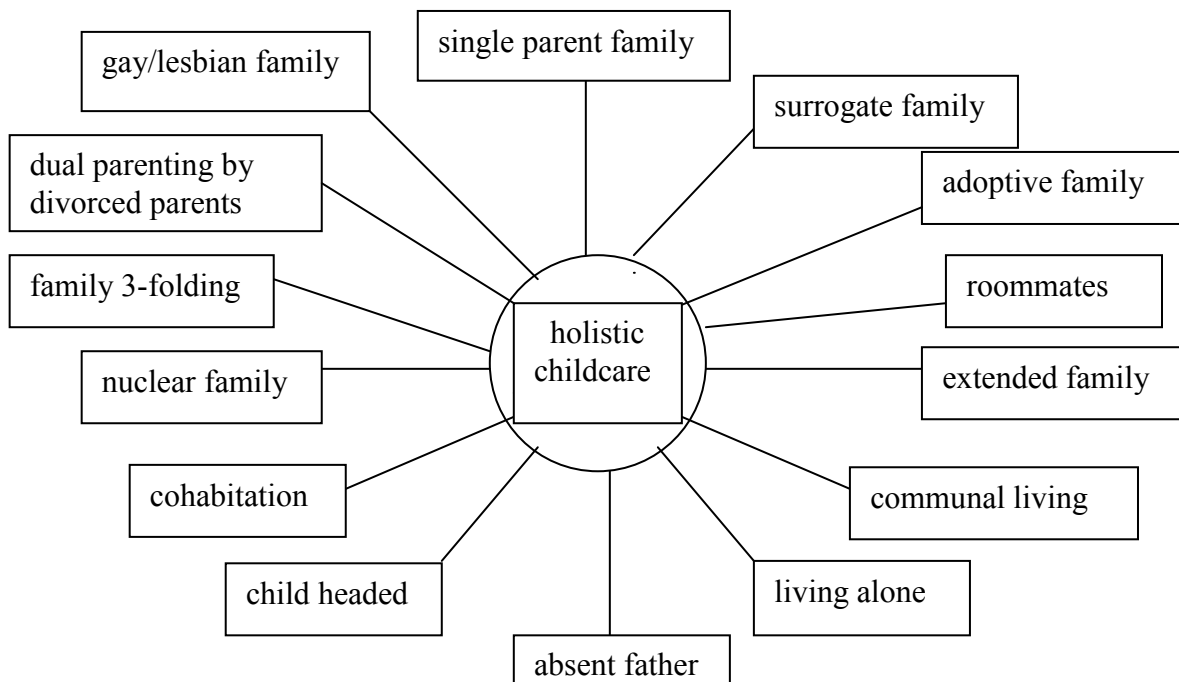 single parent family
gay/lesbian family
surrogate family
dual parenting by
divorced parents
adoptive family
family 3-folding
roommates
holistic
childcare
nuclear family
extended family
cohabitation
communal living
child headed
living alone
absent father